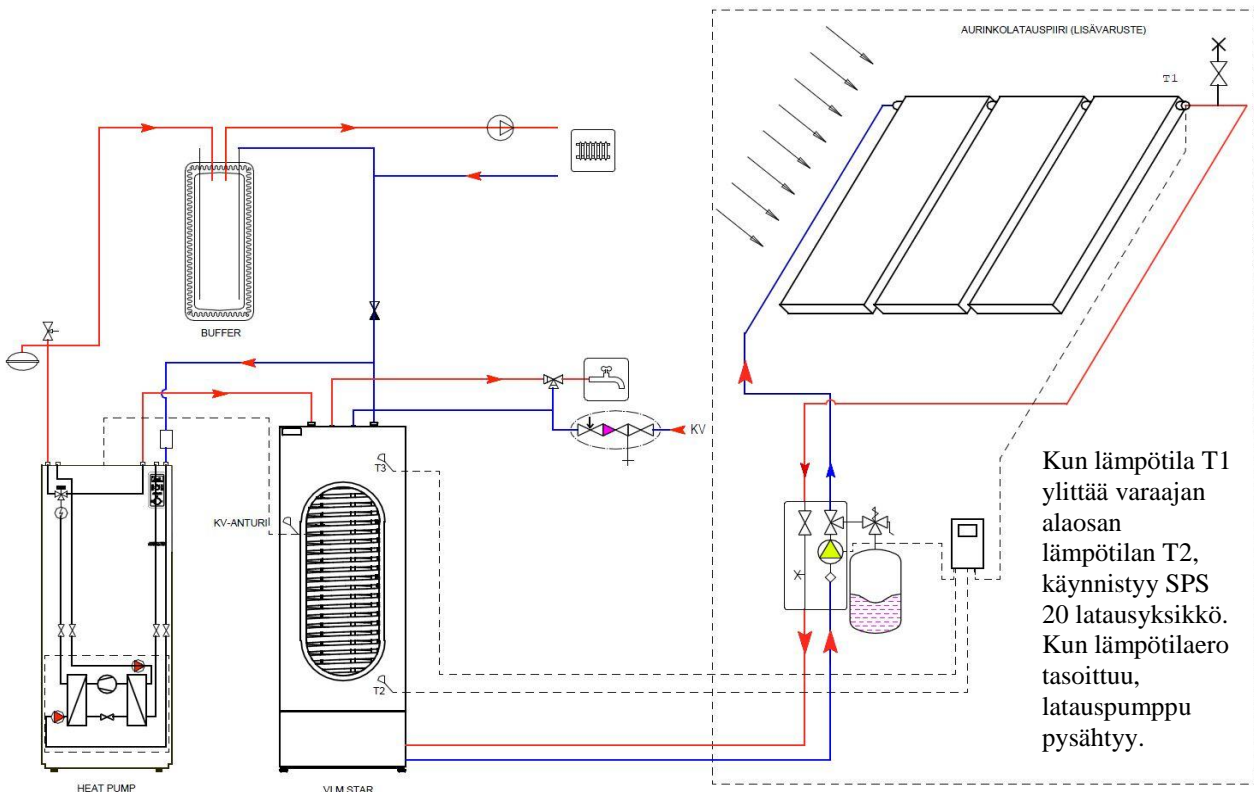 AURINKOLATAUSPIIRI (LISÄVARUSTE)
T1
BUFFER
KV
T3
KV-ANTURI
T2
Kun lämpötila T1
ylittää varaajan
alaosan
lämpötilan T2,
käynnistyy SPS
20 latausyksikkö.
Kun lämpötilaero
tasoittuu,
latauspumppu
pysähtyy.
HEAT PUMP
VLM STAR